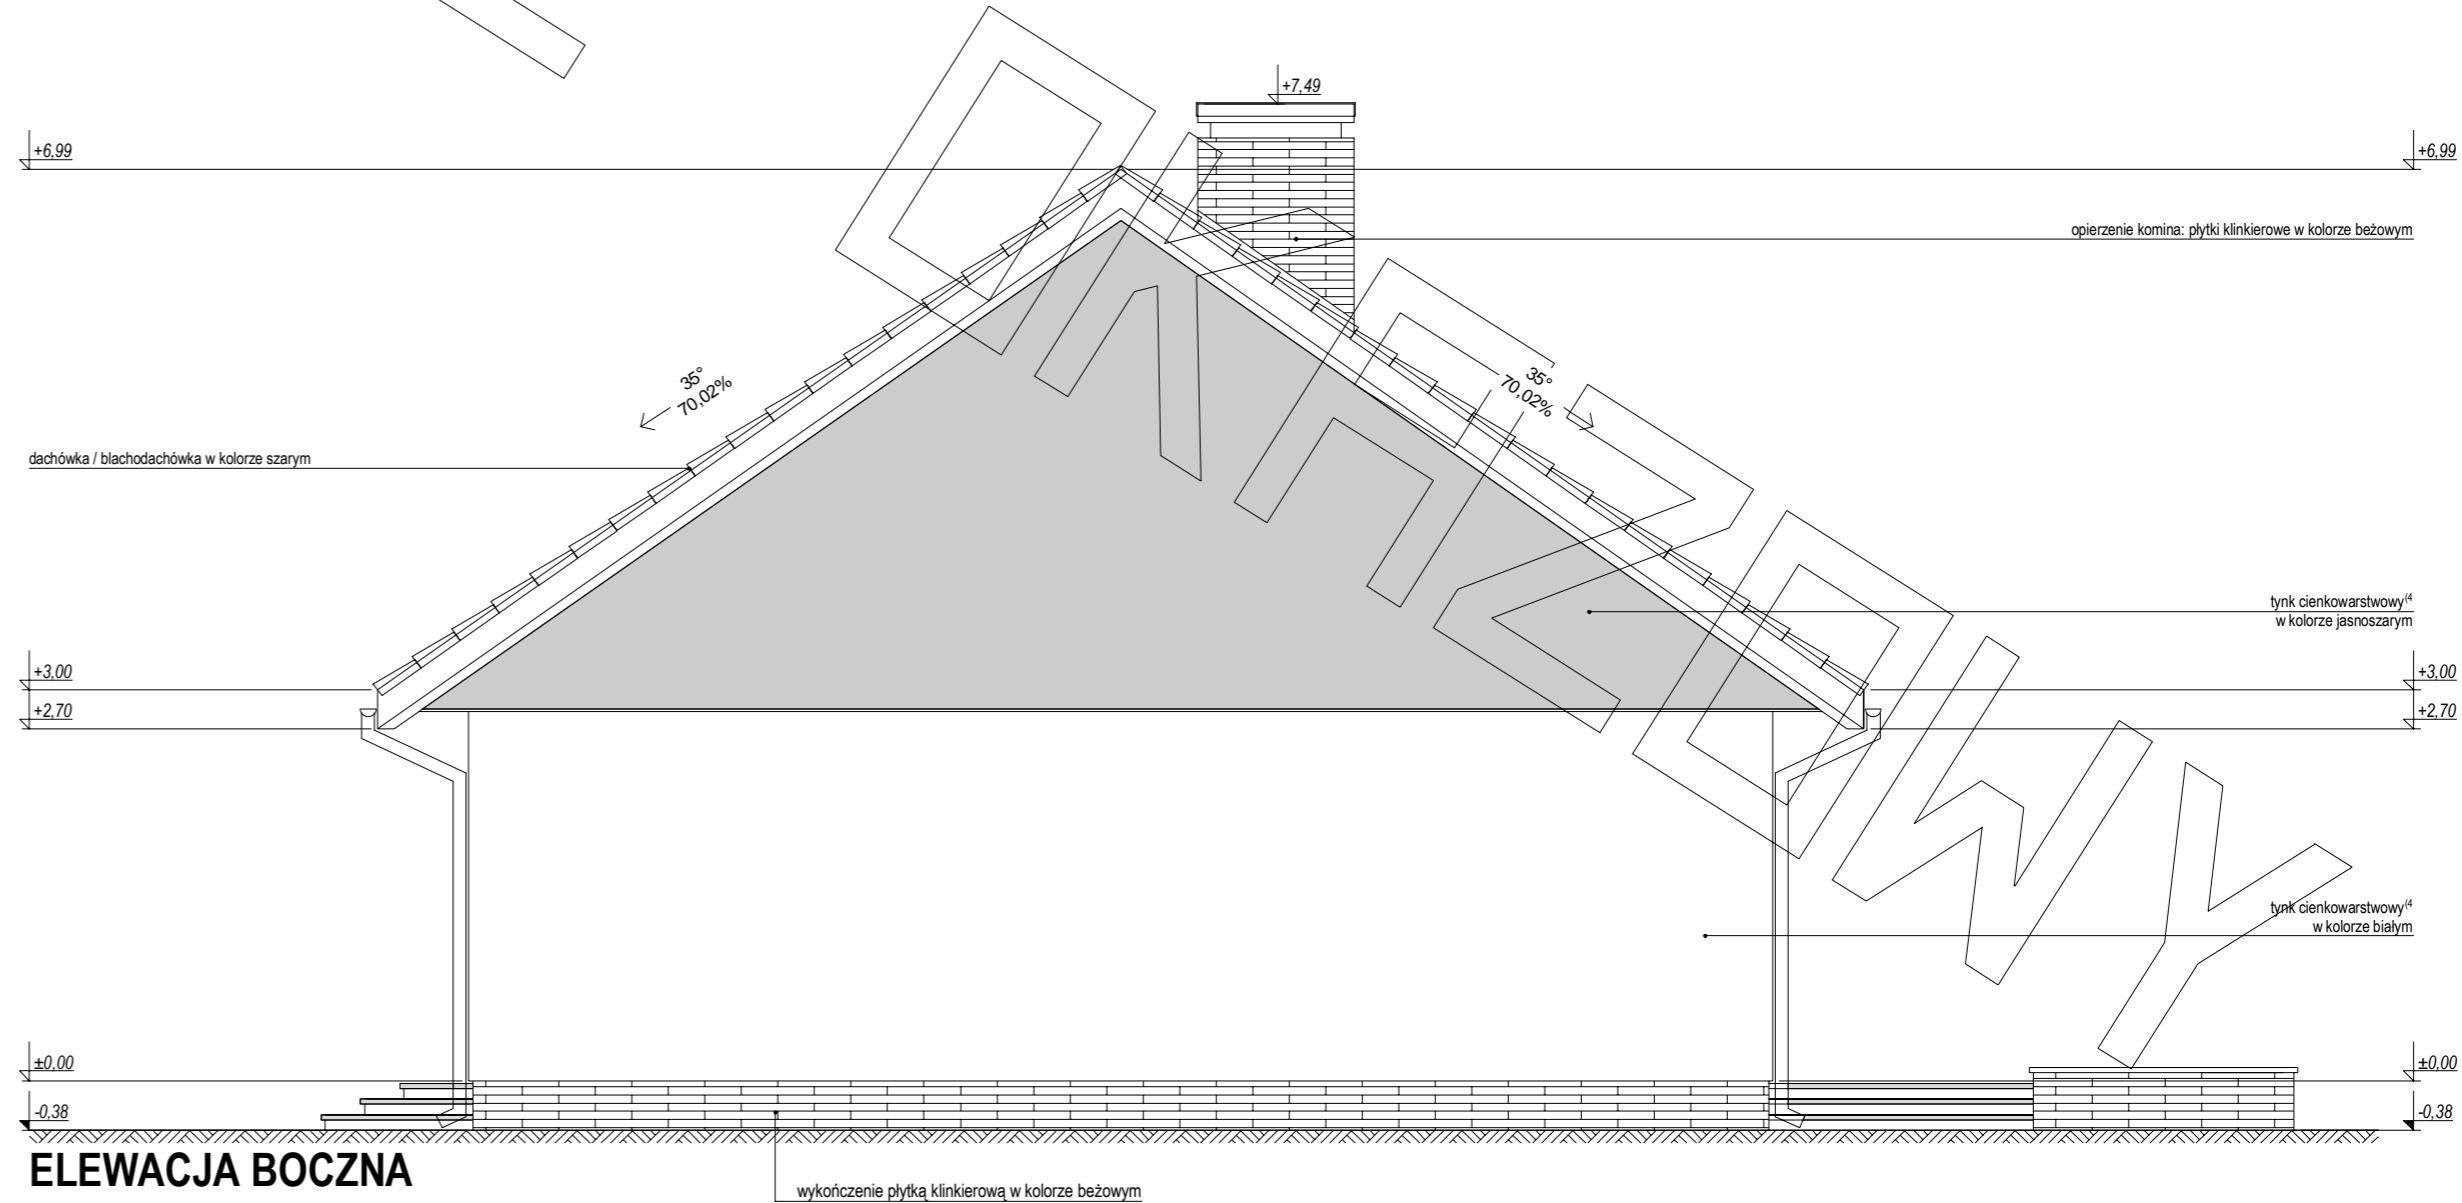 +7,49
+6,99
+6,99
opierzenie komina: płytki klinkierowe w kolorze beżowym
35°
70,02%
35°
70,02%
dachówka / blachodachówka w kolorze szarym
tynk cienkowarstwowy(4
w kolorze jasnoszarym
+3,00
+3,00
+2,70
+2,70
tynk cienkowarstwowy(4
w kolorze białym
±0,00
±0,00
-0,38
-0,38
ELEWACJA BOCZNA
wykończenie płytką klinkierową w kolorze beżowym